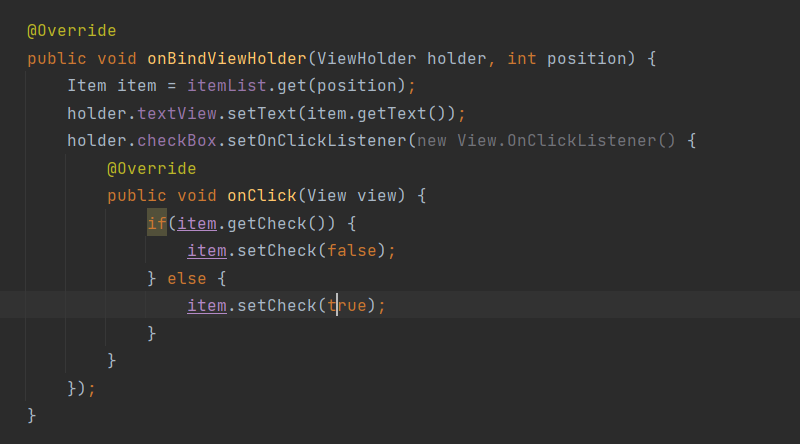 @Override
public void onBindViewHolder(ViewHolder holder, int position) {
    Item item = itemList.get(position);
    holder.textView.setText(item.getText());
    holder.checkBox.setOnClickListener(new View.OnClickListener() {
        @Override
        public void onClick(View view) {
            if(item.getCheck()) {
                item.setCheck(false);
            } else {
                item.setCheck(true);
            }
        }
    });
}